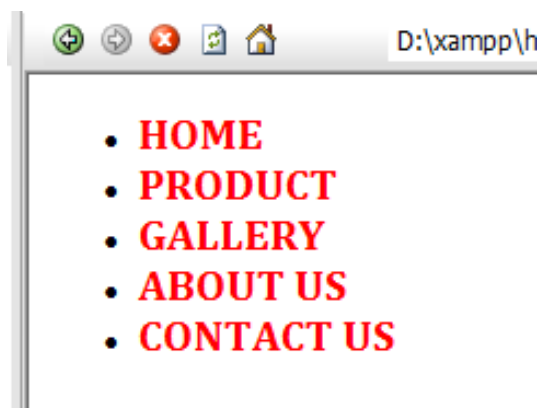 D:\xampp\h
HOME
PRODUCT
GALLERY
ABOUT US
CONTACT US